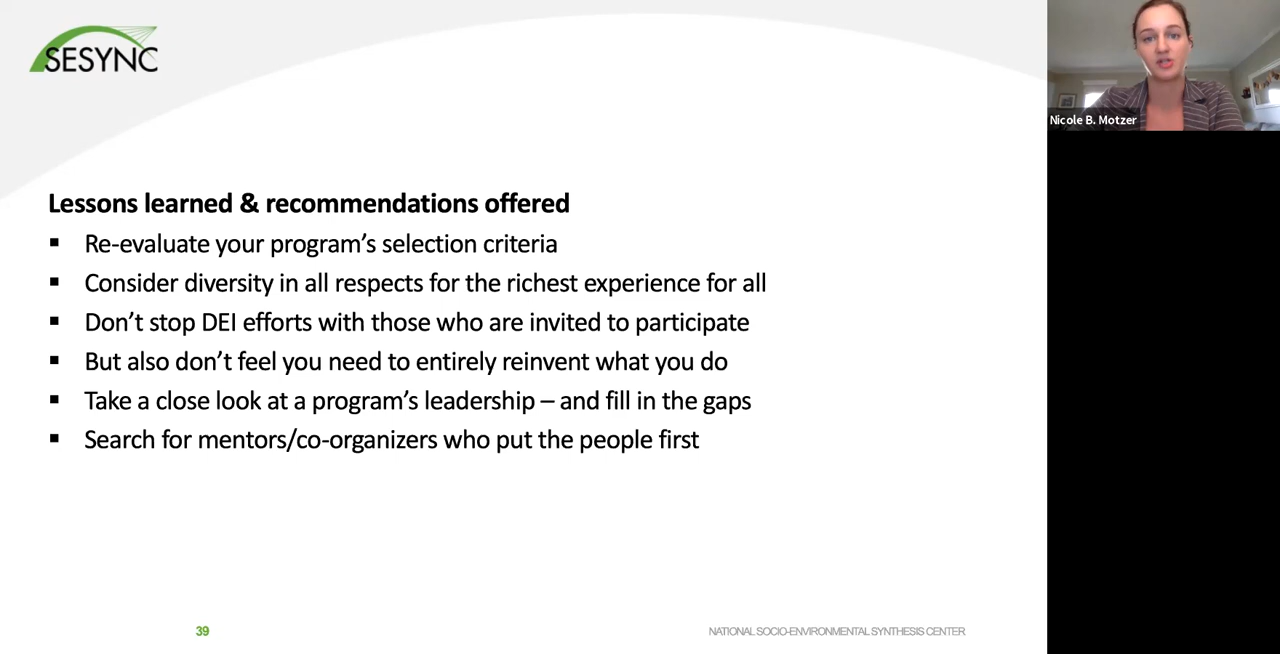 SESYNC
Nicole B. Motzer
Lessons learned & recommendations offered
▪ Re-evaluate your program’s selection criteria
▪ Consider diversity in all respects for the richest experience for all
▪ Don’t stop DEI efforts with those who are invited to participate
▪ But also don’t feel you need to entirely reinvent what you do
▪ Take a close look at a program’s leadership – and fill in the gaps
▪ Search for mentors/co-organizers who put the people first
39
NATIONAL SOCIO-ENVIRONMENTAL SYNTHESIS CENTER